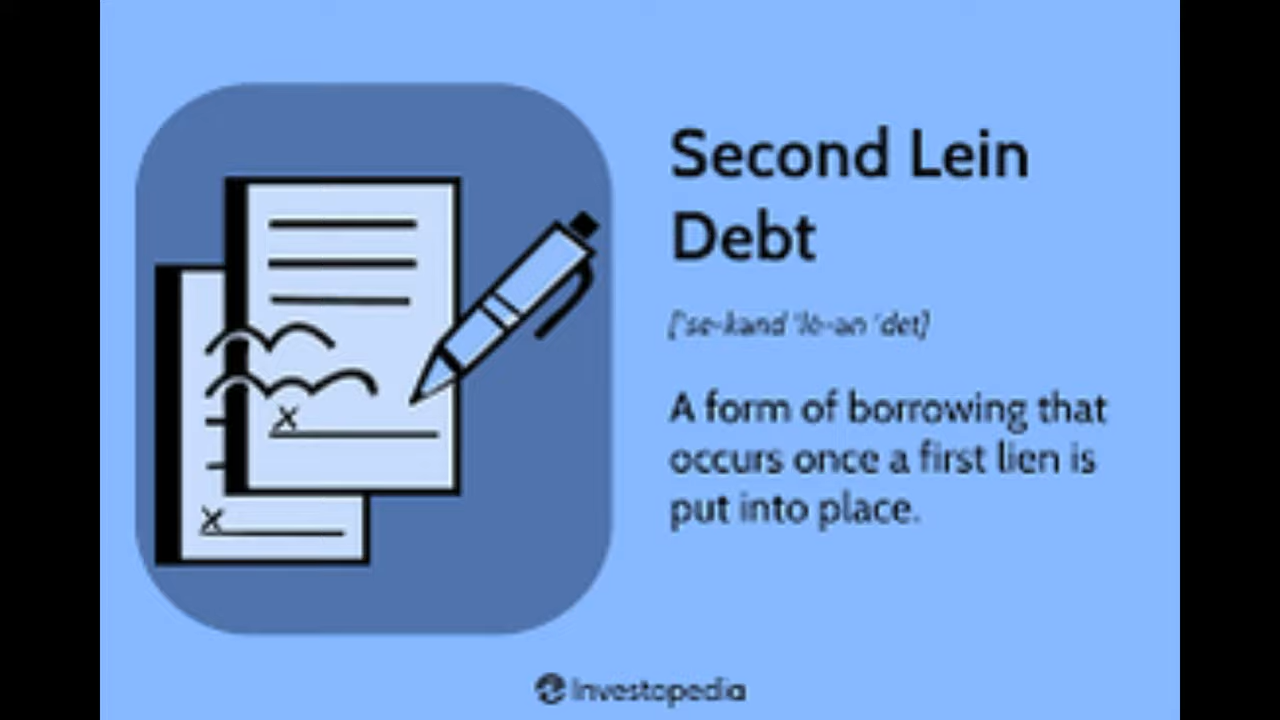 Second Lein
Debt
['se-kənd 'lē-ən 'det]
A form of borrowing that
occurs once a first lien is
put into place.
x
x
Investopedia